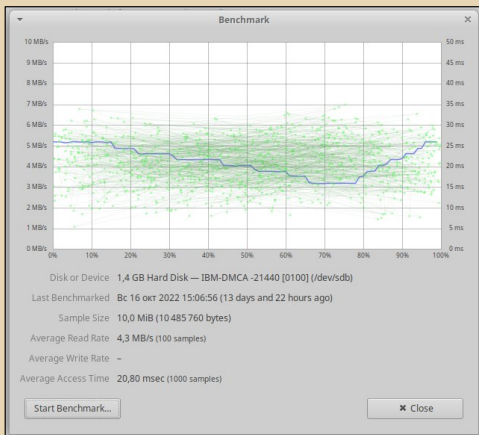 Benchmark
10 MB/s
50 ms
9 MB/s
45 ms
8 MB/s
40 ms
7 MB/s
35 ms
6 MB/s
30 ms
5 MB/s
25 ms
4 MB/s
20 ms
3 MB/s
15 ms
2 MB/s
10 ms
1 MB/s
5 ms
0 MB/s
0 ms
0% 10% 20% 30% 40% 50% 60% 70% 80% 90% 100%
Disk or Device 1,4 GB Hard Disk — IBM-DMCA -21440 [0100] (/dev/sdb)
Last Benchmarked Вс 16 окт 2022 15:06:56 (13 days and 22 hours ago)
Sample Size 10,0 MiB (10 485 760 bytes)
Average Read Rate 4,3 MB/s (100 samples)
Average Write Rate –
Average Access Time 20,80 msec (1000 samples)
Start Benchmark... Close